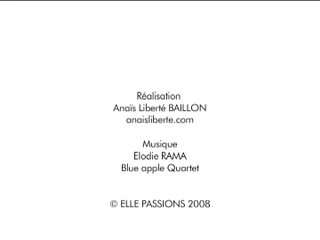 Réalisation
Anaïs Liberté BAILLON
anaisliberte.com
Musique
Elodie RAMA
Blue apple Quartet
© ELLE PASSIONS 2008